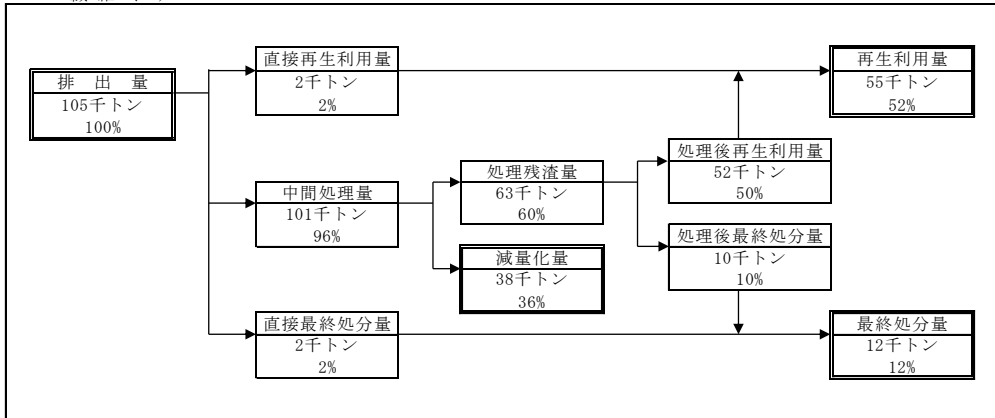 排 出 量
105千トン
100%
直接再生利用量
2千トン
2%
再生利用量
55千トン
52%
中間処理量
101千トン
96%
処理残渣量
63千トン
60%
処理後再生利用量
52千トン
50%
減量化量
38千トン
36%
処理後最終処分量
10千トン
10%
直接最終処分量
2千トン
2%
最終処分量
12千トン
12%